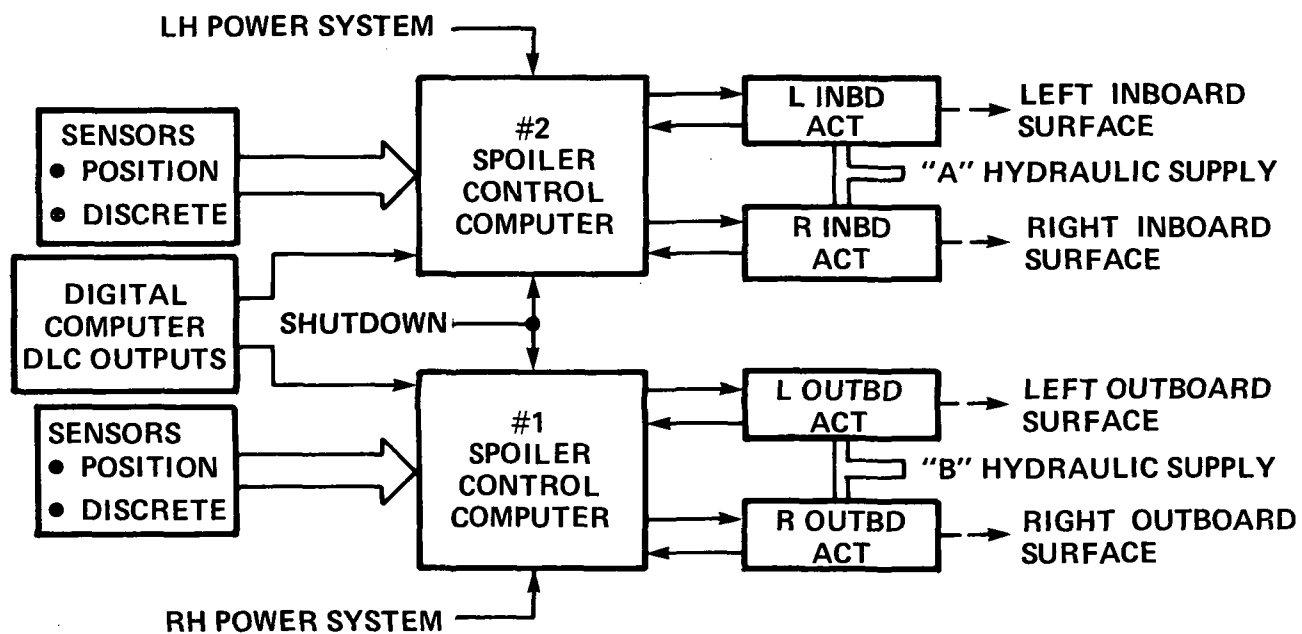 LH POWER SYSTEM
SENSORS
• POSITION
• DISCRETE
#2
SPOILER
CONTROL
COMPUTER
L INBD
ACT
LEFT INBOARD
SURFACE
"A" HYDRAULIC SUPPLY
R INBD
ACT
RIGHT INBOARD
SURFACE
DIGITAL
COMPUTER
DLC OUTPUTS
SHUTDOWN
SENSORS
• POSITION
• DISCRETE
#1
SPOILER
CONTROL
COMPUTER
L OUTBD
ACT
LEFT OUTBOARD
SURFACE
"B" HYDRAULIC SUPPLY
R OUTBD
ACT
RIGHT OUTBOARD
SURFACE
RH POWER SYSTEM